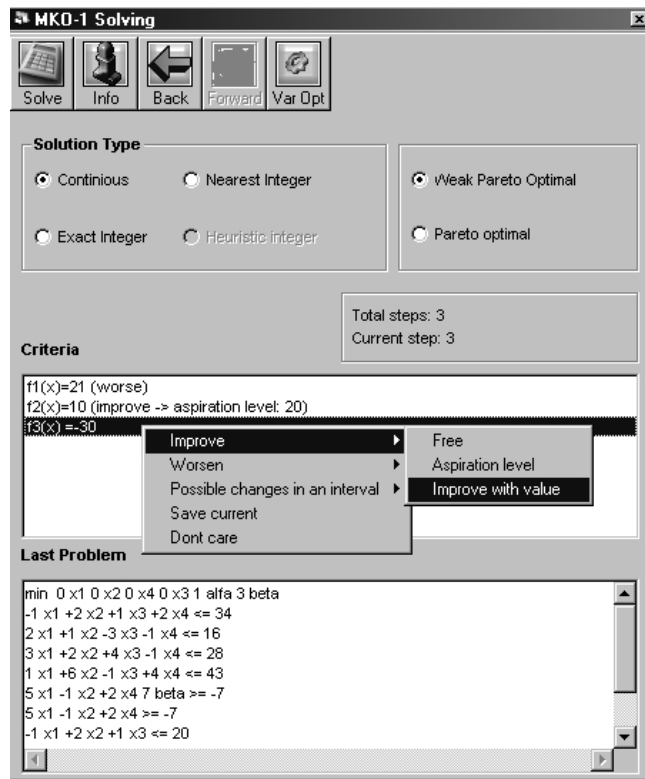 MKO-1 Solving
Solve Info Back Forward Var Opt
Solution Type
Continious Nearest Integer
Weak Pareto Optimal
Exact Integer Heuristic integer
Pareto optimal
Total steps: 3
Current step: 3
Criteria
f1(x)=21 (worse)
f2(x)=10 (improve -> aspiration level: 20)
f3(x) =-30
Improve
Worsen
Possible changes in an interval
Save current
Dont care
Free
Aspiration level
Improve with value
Last Problem
min 0 x1 0 x2 0 x4 0 x3 1 alfa 3 beta
-1 x1 +2 x2 +1 x3 +2 x4 <= 34
2 x1 +1 x2 -3 x3 -1 x4 <= 16
3 x1 +2 x2 +4 x3 -1 x4 <= 28
1 x1 +6 x2 -1 x3 +4 x4 <= 43
5 x1 -1 x2 +2 x4 7 beta >= -7
5 x1 -1 x2 +2 x4 >= -7
-1 x1 +2 x2 +1 x3 <= 20